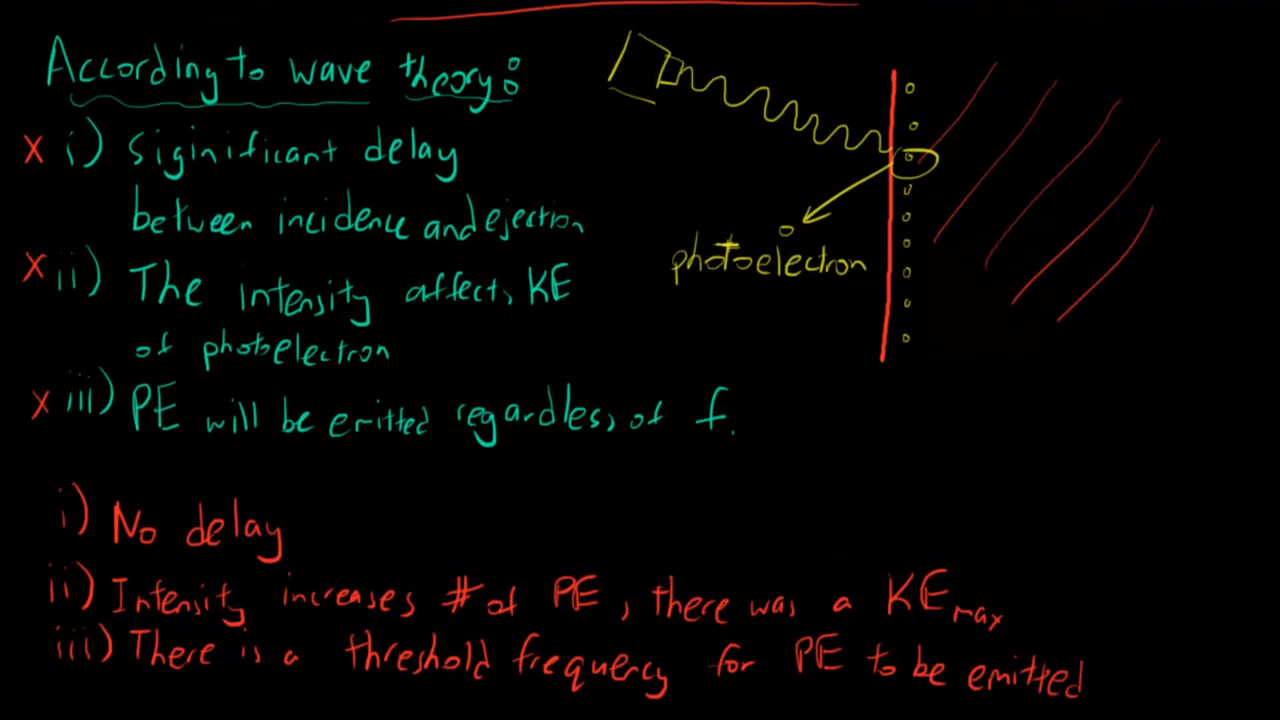 According to wave theory:
x i) Siginificant delay
between incidence and ejection
x ii) The intensity affects KE
of photoelectron
x iii) PE will be emitted regardless of f.
photoelectron
i) No delay
ii) Intensity increases # of PE, there was a KEmax
iii) There is a threshold frequency for PE to be emitted